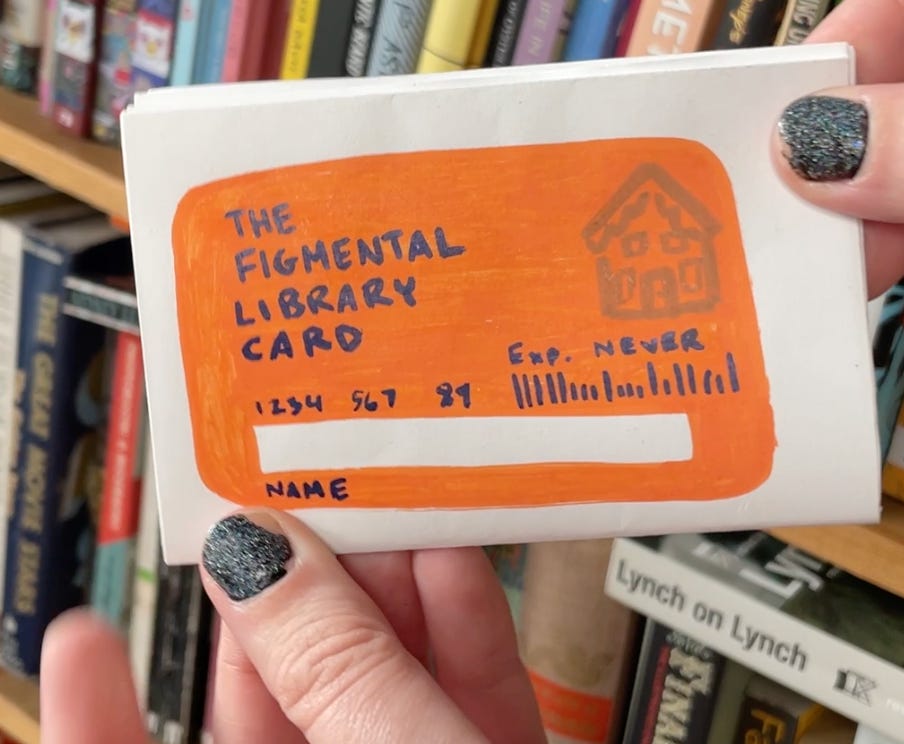 THE
FIGMENTAL
LIBRARY
CARD
Exp. NEVER
1234 567 89
NAME
Lynch on Lynch
THE GREAT MOVIE STARS